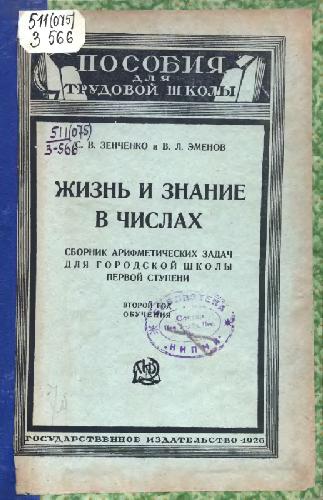 511(075)
З 566
ПОСОБИЯ
ДЛЯ
ТРУДОВОЙ ШКОЛЫ
511(075)
З-566
С. В. ЗЕНЧЕНКО и В. Л. ЭМЕНОВ
ЖИЗНЬ И ЗНАНИЕ
В ЧИСЛАХ
СБОРНИК АРИФМЕТИЧЕСКИХ ЗАДАЧ
ДЛЯ ГОРОДСКОЙ ШКОЛЫ
ПЕРВОЙ СТУПЕНИ
ВТОРОЙ ГОД
ОБУЧЕНИЯ
ГОСУДАРСТВЕННОЕ ИЗДАТЕЛЬСТВО-1926